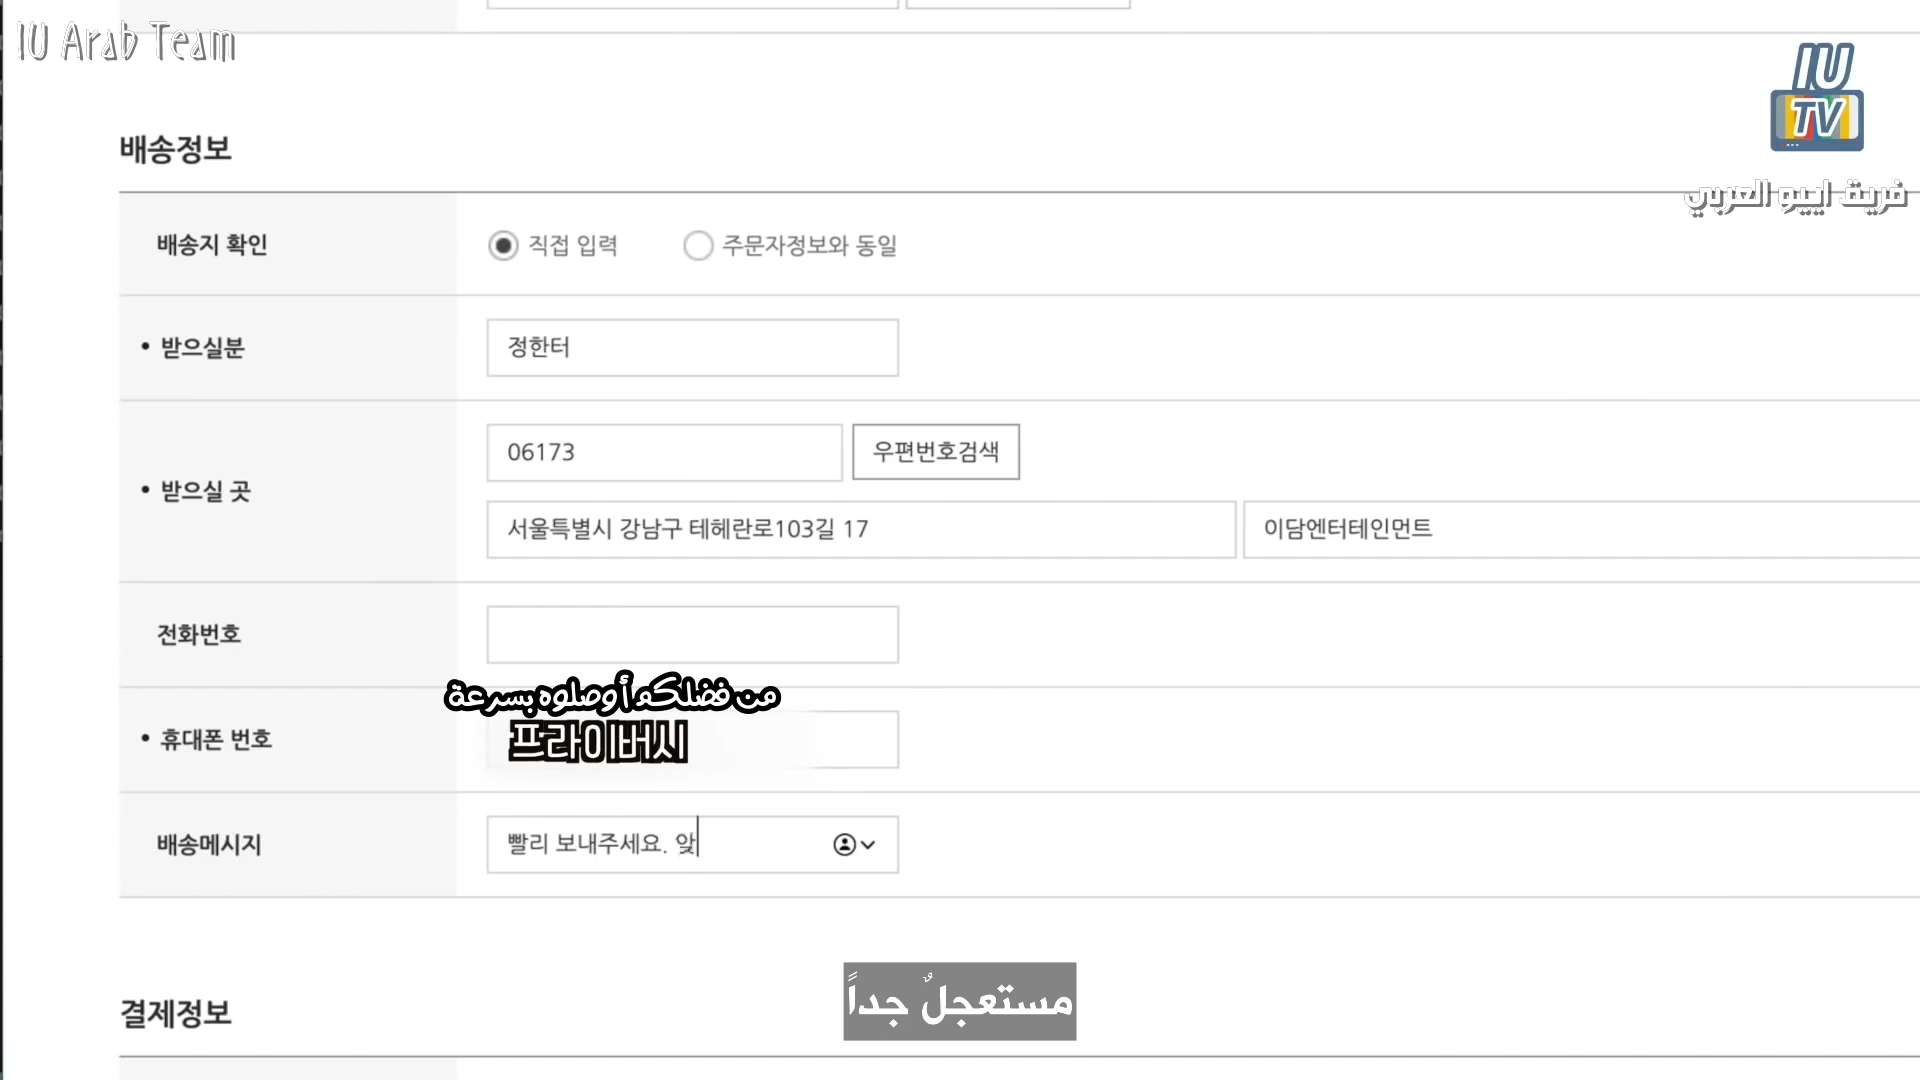 IU Arab Team
IU
TV
فريق اييو العربي
배송정보
배송지 확인
직접 입력
주문자정보와 동일
• 받으실분
정한터
• 받으실 곳
06173
우편번호검색
서울특별시 강남구 테헤란로103길 17
이담엔터테인먼트
전화번호
من فضلكم أوصلوه بسرعة
• 휴대폰 번호
프라이버시
배송메시지
빨리 보내주세요. 앞
결제정보
مستعجلٌ جداً